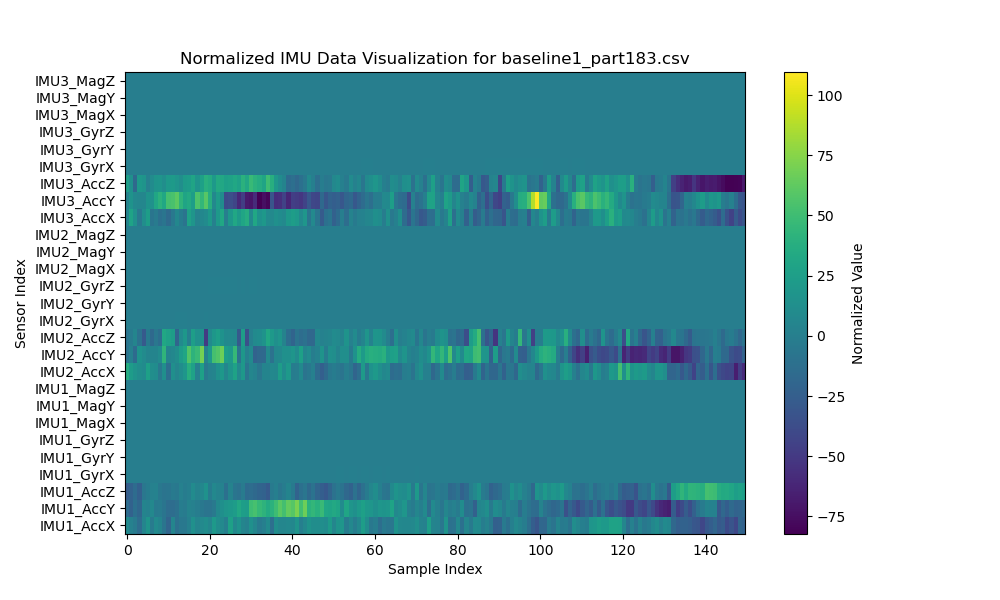 Normalized IMU Data Visualization for baseline1_part183.csv
IMU3_MagZ
IMU3_MagY
IMU3_MagX
IMU3_GyrZ
IMU3_GyrY
IMU3_GyrX
IMU3_AccZ
IMU3_AccY
IMU3_AccX
IMU2_MagZ
IMU2_MagY
IMU2_MagX
IMU2_GyrZ
IMU2_GyrY
IMU2_GyrX
IMU2_AccZ
IMU2_AccY
IMU2_AccX
IMU1_MagZ
IMU1_MagY
IMU1_MagX
IMU1_GyrZ
IMU1_GyrY
IMU1_GyrX
IMU1_AccZ
IMU1_AccY
IMU1_AccX
Sensor Index
0 20 40 60 80 100 120 140
Sample Index
100
75
50
25
0
−25
−50
−75
Normalized Value